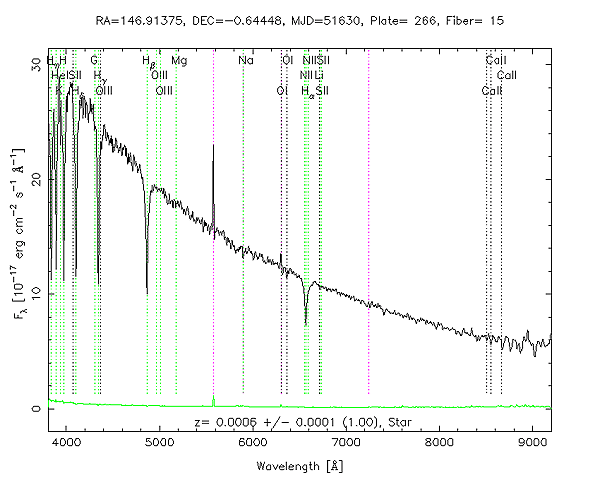 RA=146.91375, DEC=−0.64448, MJD=51630, Plate= 266, Fiber= 15
Hη H G Hβ Na OI NII SII CaII
HeI SII Hγ OIII Mg NII Li CaII
K Hδ OIII OIII OI Hα SII CaII
30
20
10
0
Fλ [10−17 erg cm−2 s−1 Å−1]
z= 0.0006 +/− 0.0001 (1.00), Star
4000 5000 6000 7000 8000 9000
Wavelength [Å]